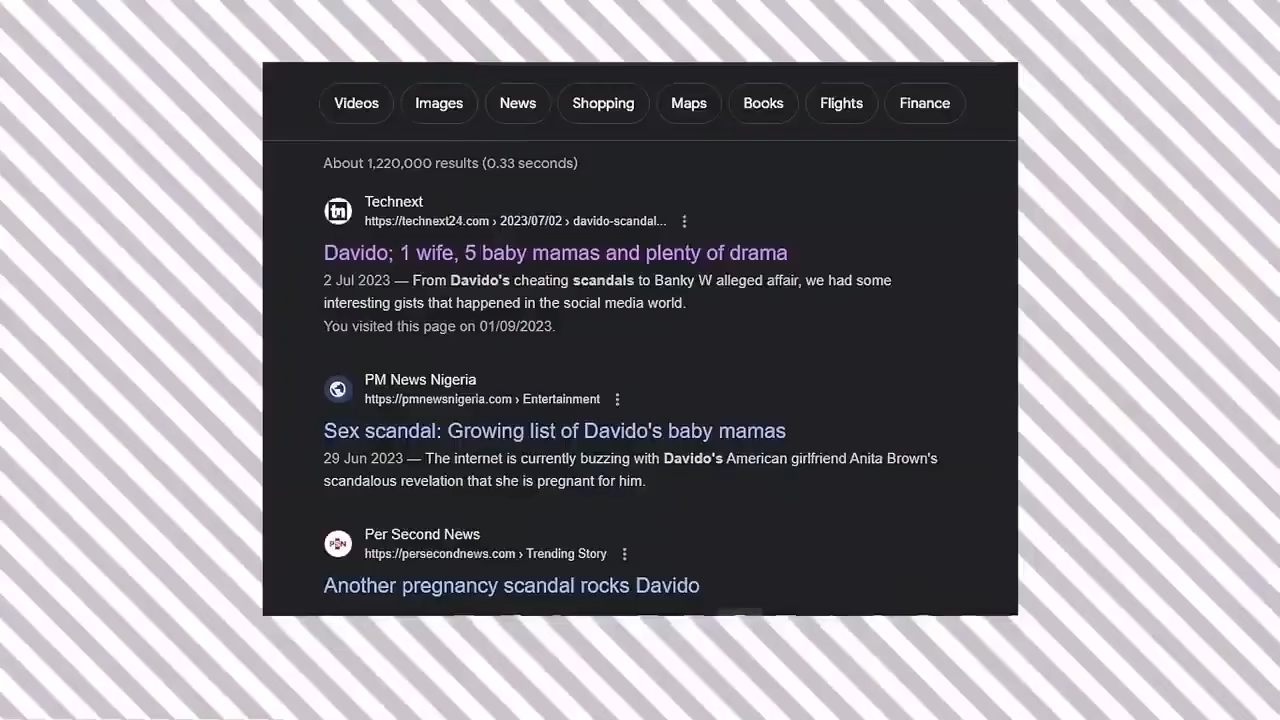 Videos Images News Shopping Maps Books Flights Finance
About 1,220,000 results (0.33 seconds)
tn Technext
https://technext24.com › 2023/07/02 › davido-scandal...
Davido; 1 wife, 5 baby mamas and plenty of drama
2 Jul 2023 — From Davido's cheating scandals to Banky W alleged affair, we had some
interesting gists that happened in the social media world.
You visited this page on 01/09/2023.
PM News Nigeria
https://pmnewsnigeria.com › Entertainment
Sex scandal: Growing list of Davido's baby mamas
29 Jun 2023 — The internet is currently buzzing with Davido's American girlfriend Anita Brown's
scandalous revelation that she is pregnant for him.
PSN Per Second News
https://persecondnews.com › Trending Story
Another pregnancy scandal rocks Davido